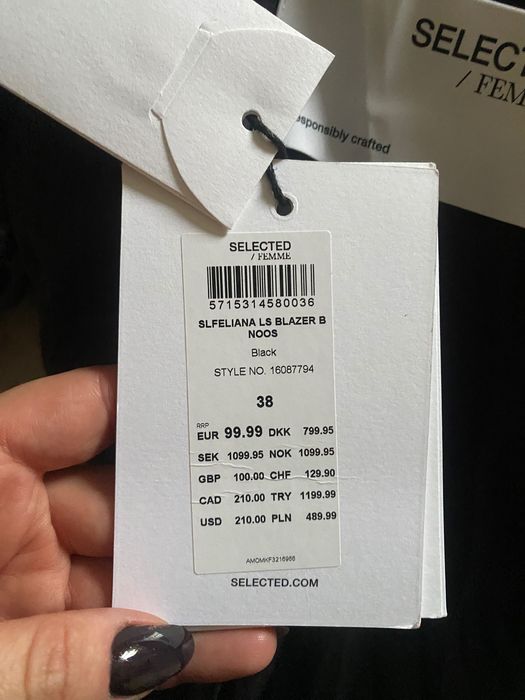 SELEC
/ FEM
esponsibly crafted
SELECTED
/ FEMME
5715314580036
SLFELIANA LS BLAZER B
NOOS
Black
STYLE NO. 16087794
38
RRP
EUR 99.99 DKK 799.95
SEK 1099.95 NOK 1099.95
GBP 100.00 CHF 129.90
CAD 210.00 TRY 1199.99
USD 210.00 PLN 489.99
AMOMKF3216986
SELECTED.COM